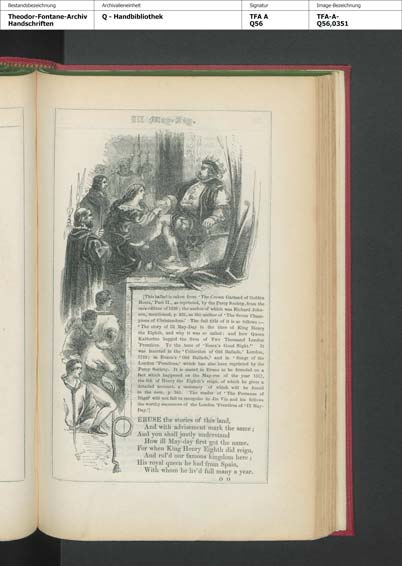 Bestandsbezeichnung
Theodor-Fontane-Archiv
Handschriften
Archivalieneinheit
Q - Handbibliothek
Signatur
TFA A
Q56
Image-Bezeichnung
TFA-A-
Q56,0351
Ill May-Day.
[This ballad is taken from "The Crown Garland of Golden
Roses," Part II., as reprinted, by the Percy Society, from the
rare edition of 1659; the author of which was Richard John-
son, mentioned, p. 421, as the author of "The Seven Cham-
pions of Christendom." The full title of it is as follows:—
"The story of Ill May-Day in the time of King Henry
the Eighth, and why it was so called: and how Queen
Katherine begged the lives of Two Thousand London
'Prentices. To the tune of "Essex's Good Night." It
was inserted in the "Collection of Old Ballads," London,
in Evans's "Old Ballads," and in "Songs of the
London 'Prentices," which has also been reprinted by the
Percy Society. It is stated in Evans to be founded on a
fact which happened on the May-eve of the year 1517,
the 8th of Henry the Eighth's reign, of which he gives a
detailed account, a summary of which will be found
in the note, p. The reader of "The Fortunes of
Nigel" will not fail to recognise in Jin Vin and his fellows
the worthy successors of the London 'Prentices of "Ill May-
Day."]
ERUSE the stories of this land,
And with advisement mark the same;
And you shall justly understand
How ill May-day first got the name.
For when King Henry Eighth did reign,
And rul'd our famous kingdom here;
His royal queen he had from Spain,
With whom he liv'd full many a year.
O O